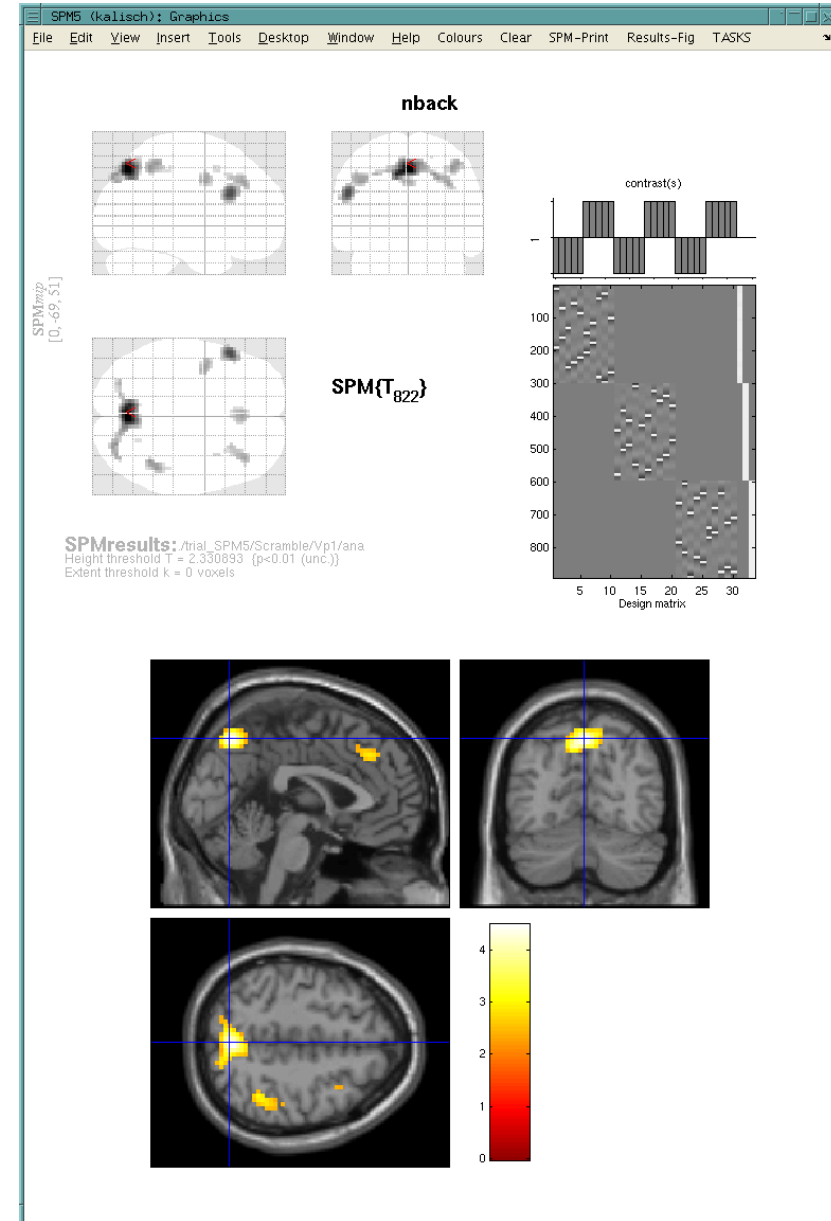 SPM5 (kalisch): Graphics
File Edit View Insert Tools Desktop Window Help Colours Clear SPM-Print Results-Fig TASKS
nback
contrast(s)
1
SPMmip
[0, -69, 51]
100
200
300
400
500
600
700
800
5 10 15 20 25 30
Design matrix
SPM{T822}
SPMresults: ./trial_SPM5/Scramble/Vp1/ana
Height threshold T = 2.330893 {p<0.01 (unc.)}
Extent threshold k = 0 voxels
4
3
2
1
0